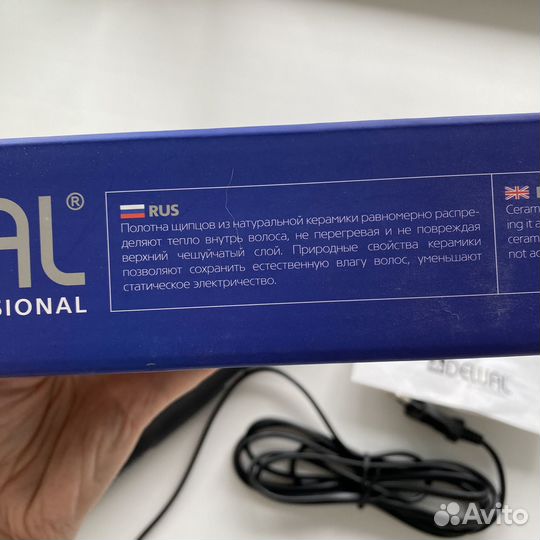 AL®
SIONAL
RUS
Полотна щипцов из натуральной керамики равномерно распре-
деляют тепло внутрь волоса, не перегревая и не повреждая
верхний чешуйчатый слой. Природные свойства керамики
позволяют сохранить естественную влагу волос, уменьшают
статическое электричество.
Ceram
ing it a
ceram
not ac
DEWAL
Avito